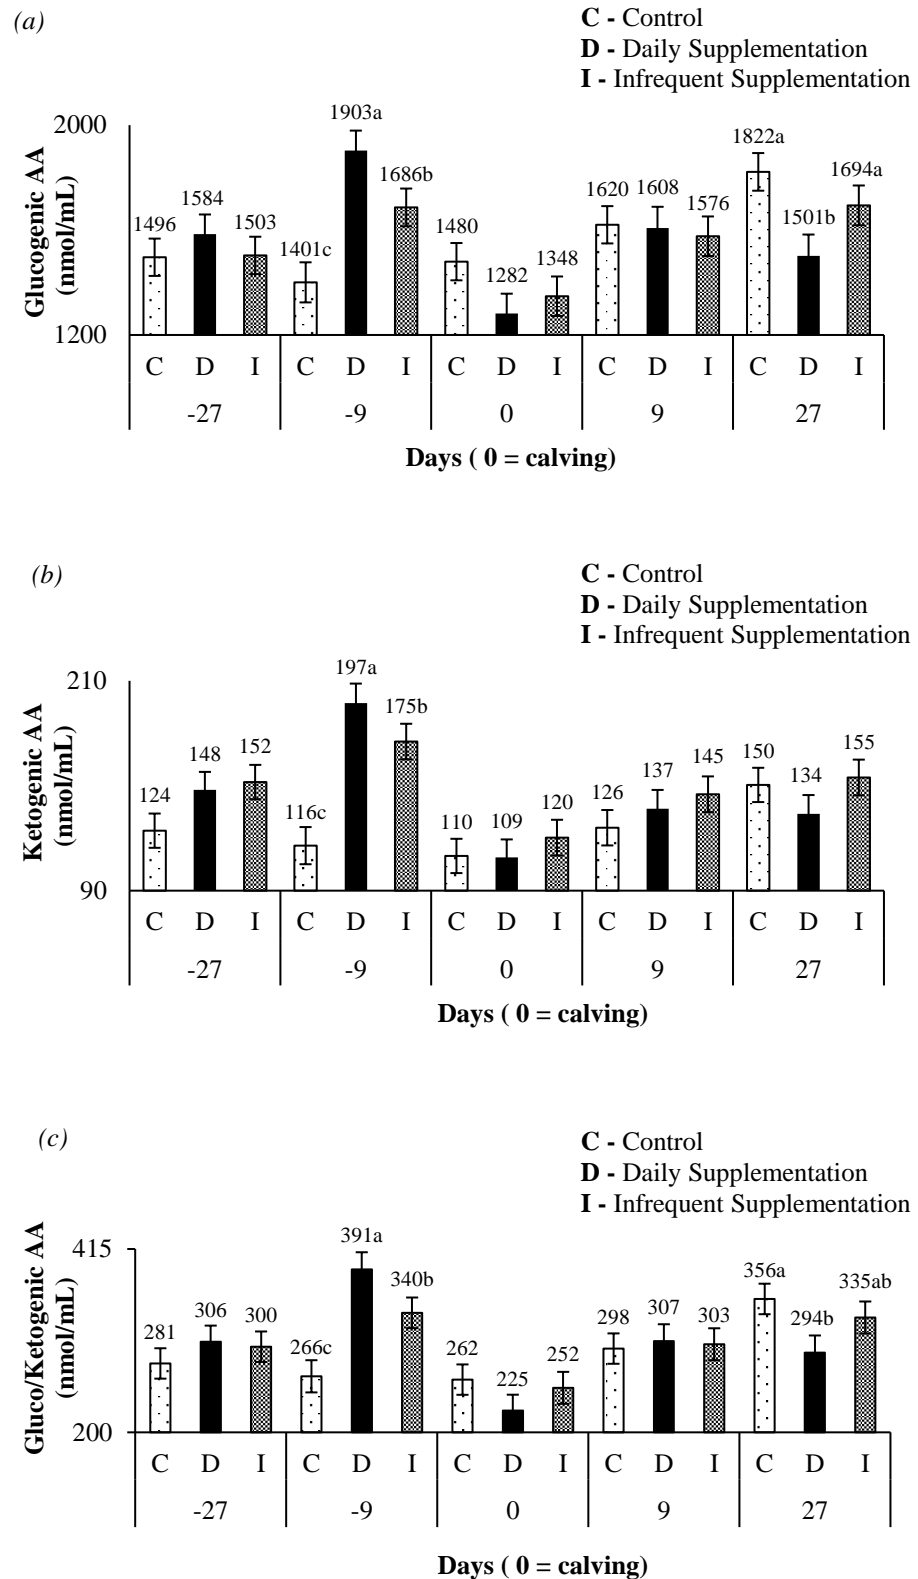 (a)
C - Control
D - Daily Supplementation
I - Infrequent Supplementation
Glucogenic AA
(nmol/mL)
2000
1200
1496 1584 1503 1401c 1903a 1686b 1480 1282 1348 1620 1608 1576 1822a 1501b 1694a
C D I C D I C D I C D I C D I
-27 -9 0 9 27
Days ( 0 = calving)
(b)
C - Control
D - Daily Supplementation
I - Infrequent Supplementation
Ketogenic AA
(nmol/mL)
210
90
124 148 152 116c 197a 175b 110 109 120 126 137 145 150 134 155
C D I C D I C D I C D I C D I
-27 -9 0 9 27
Days ( 0 = calving)
(c)
C - Control
D - Daily Supplementation
I - Infrequent Supplementation
Gluco/Ketogenic AA
(nmol/mL)
415
200
281 306 300 266c 391a 340b 262 225 252 298 307 303 356a 294b 335ab
C D I C D I C D I C D I C D I
-27 -9 0 9 27
Days ( 0 = calving)